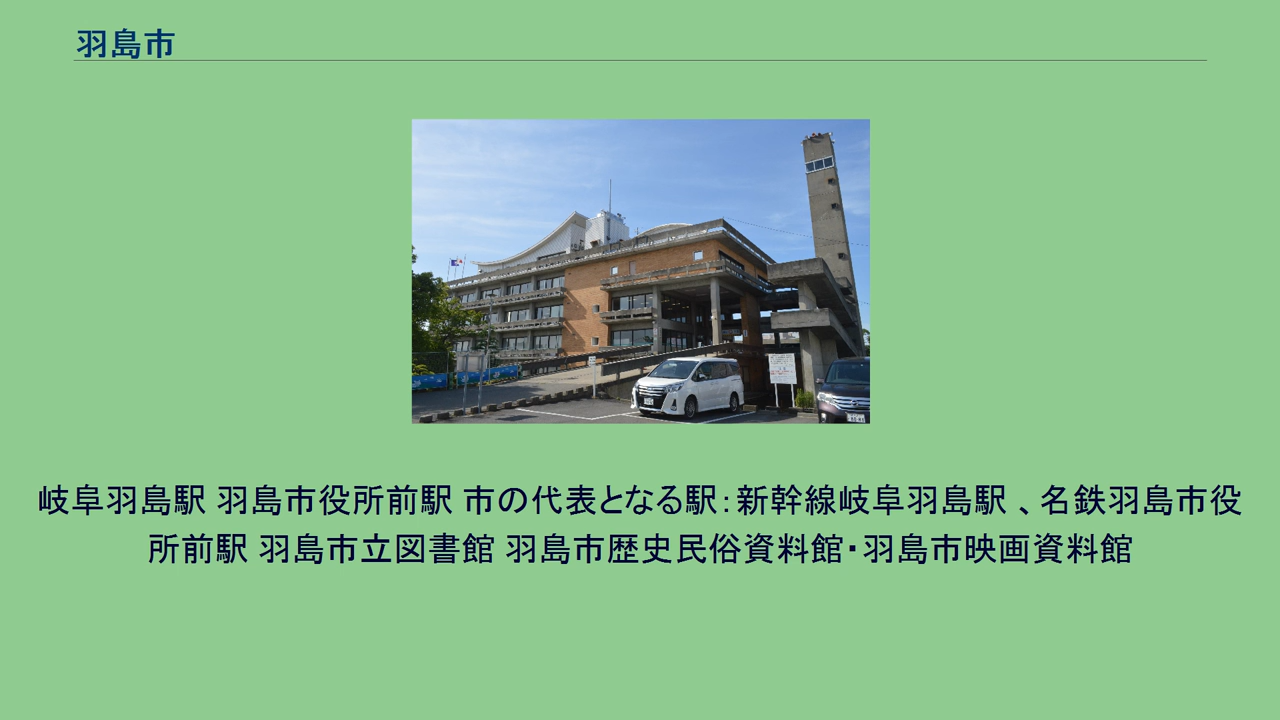 羽島市
岐阜羽島駅 羽島市役所前駅 市の代表となる駅：新幹線岐阜羽島駅 、名鉄羽島市役
所前駅 羽島市立図書館 羽島市歴史民俗資料館・羽島市映画資料館